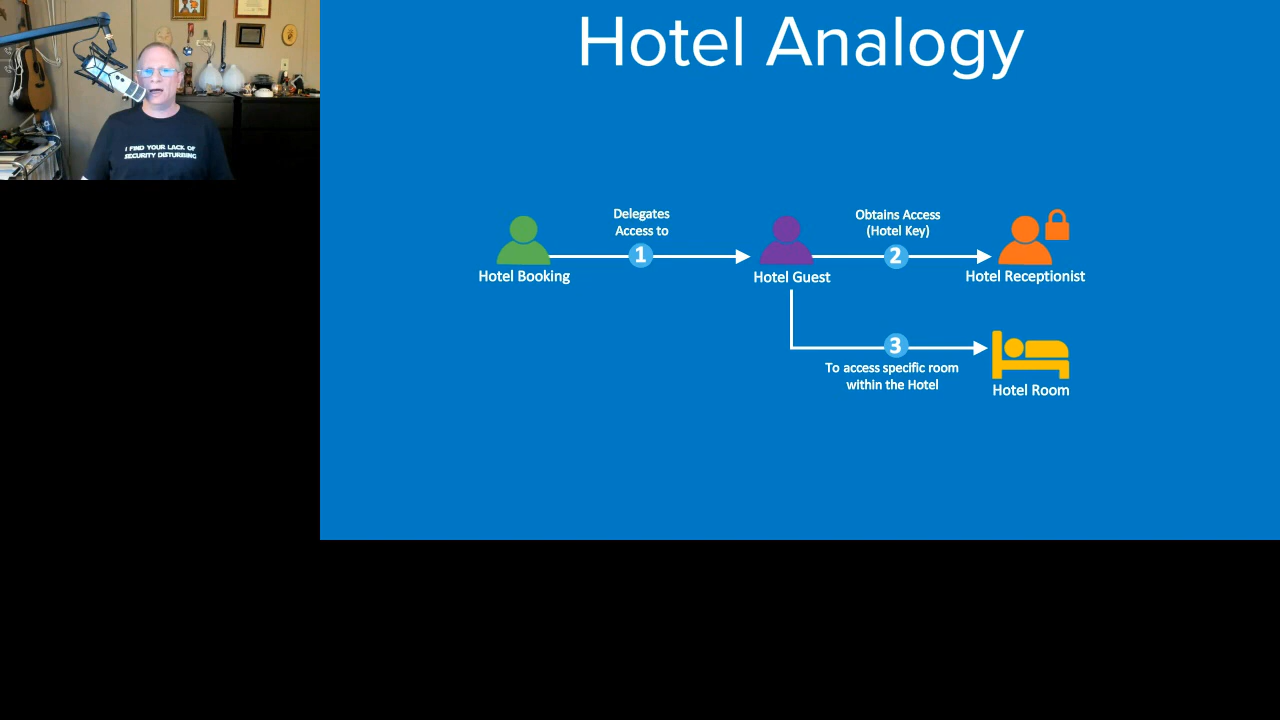 I FIND YOUR LACK OF
SECURITY DISTURBING
Hotel Analogy
Delegates
Access to
1
Obtains Access
(Hotel Key)
2
Hotel Booking
Hotel Guest
Hotel Receptionist
3
To access specific room
within the Hotel
Hotel Room